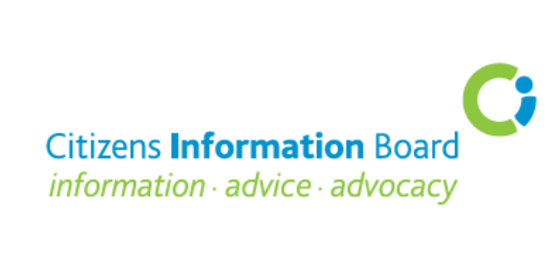 Citizens Information Board
information · advice · advocacy